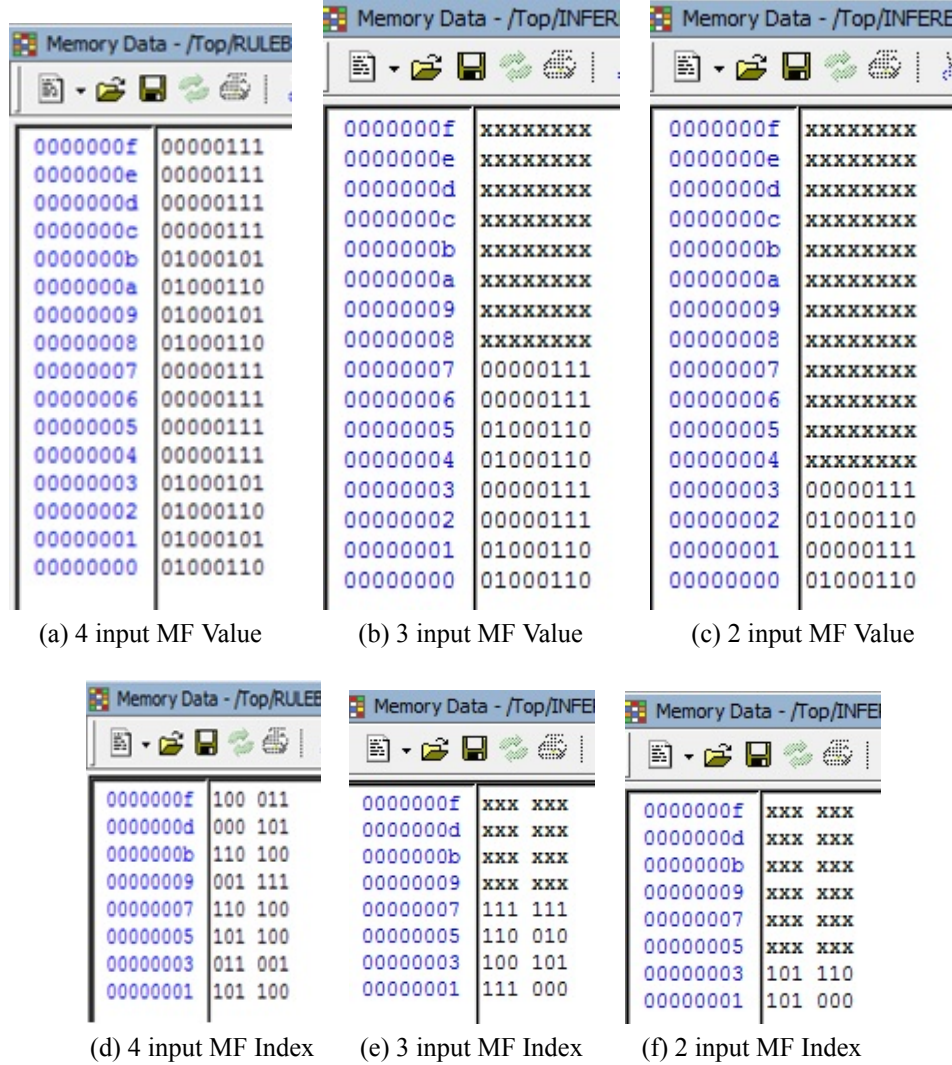 Memory Data - /Top/RULEB
0000000f 00000111
0000000e 00000111
0000000d 00000111
0000000c 00000111
0000000b 01000101
0000000a 01000110
00000009 01000101
00000008 01000110
00000007 00000111
00000006 00000111
00000005 00000111
00000004 00000111
00000003 01000101
00000002 01000110
00000001 01000101
00000000 01000110
(a) 4 input MF Value
Memory Data - /Top/INFER
0000000f xxxxxxxx
0000000e xxxxxxxx
0000000d xxxxxxxx
0000000c xxxxxxxx
0000000b xxxxxxxx
0000000a xxxxxxxx
00000009 xxxxxxxx
00000008 xxxxxxxx
00000007 00000111
00000006 00000111
00000005 01000110
00000004 01000110
00000003 00000111
00000002 00000111
00000001 01000110
00000000 01000110
(b) 3 input MF Value
Memory Data - /Top/INFERE
0000000f xxxxxxxx
0000000e xxxxxxxx
0000000d xxxxxxxx
0000000c xxxxxxxx
0000000b xxxxxxxx
0000000a xxxxxxxx
00000009 xxxxxxxx
00000008 xxxxxxxx
00000007 xxxxxxxx
00000006 xxxxxxxx
00000005 xxxxxxxx
00000004 xxxxxxxx
00000003 00000111
00000002 01000110
00000001 00000111
00000000 01000110
(c) 2 input MF Value
Memory Data - /Top/RULEB
0000000f 100 011
0000000d 000 101
0000000b 110 100
00000009 001 111
00000007 110 100
00000005 101 100
00000003 011 001
00000001 101 100
(d) 4 input MF Index
Memory Data - /Top/INFE
0000000f xxx xxx
0000000d xxx xxx
0000000b xxx xxx
00000009 xxx xxx
00000007 111 111
00000005 110 010
00000003 100 101
00000001 111 000
(e) 3 input MF Index
Memory Data - /Top/INFE
0000000f xxx xxx
0000000d xxx xxx
0000000b xxx xxx
00000009 xxx xxx
00000007 xxx xxx
00000005 xxx xxx
00000003 101 110
00000001 101 000
(f) 2 input MF Index